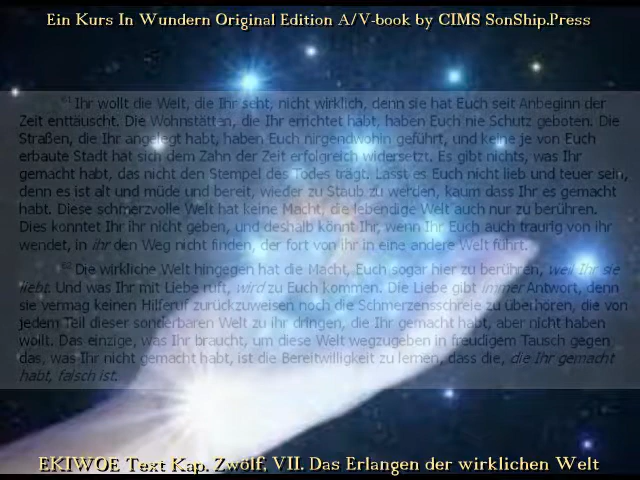 Ein Kurs In Wundern Original Edition A/V-book by CIMS SonShip.Press
61 Ihr wollt die Welt, die Ihr seht, nicht wirklich, denn sie hat Euch seit Anbeginn der
Zeit enttäuscht. Die Wohnstätten, die Ihr errichtet habt, haben Euch nie Schutz geboten. Die
Straßen, die Ihr angelegt habt, haben Euch nirgendwohin geführt, und keine je von Euch
erbaute Stadt hat sich dem Zahn der Zeit erfolgreich widersetzt. Es gibt nichts, was Ihr
gemacht habt, das nicht den Stempel des Todes trägt. Lasst es Euch nicht lieb und teuer sein,
denn es ist alt und müde und bereit, wieder zu Staub zu werden, kaum dass Ihr es gemacht
habt. Diese schmerzvolle Welt hat keine Macht, die lebendige Welt auch nur zu berühren.
Dies konntet Ihr ihr nicht geben, und deshalb könnt Ihr, wenn Ihr Euch auch traurig von ihr
wendet, in ihr den Weg nicht finden, der fort von ihr in eine andere Welt führt.
Die wirkliche Welt hingegen hat die Macht, Euch sogar hier zu berühren, weil Ihr sie
liebt. Und was Ihr mit Liebe ruft, wird zu Euch kommen. Die Liebe gibt immer Antwort, denn
sie vermag keinen Hilferuf zurückzuweisen noch die Schmerzensschreie zu überhören, die von
jedem Teil dieser sonderbaren Welt zu ihr dringen, die Ihr gemacht habt, aber nicht haben
wollt. Das einzige, was Ihr braucht, um diese Welt wegzugeben in freudigem Tausch gegen
das, was Ihr nicht gemacht habt, ist die Bereitwilligkeit zu lernen, dass die, die Ihr gemacht
habt, falsch ist.
EKIWOE Text Kap. Zwölf, VII. Das Erlangen der wirklichen Welt